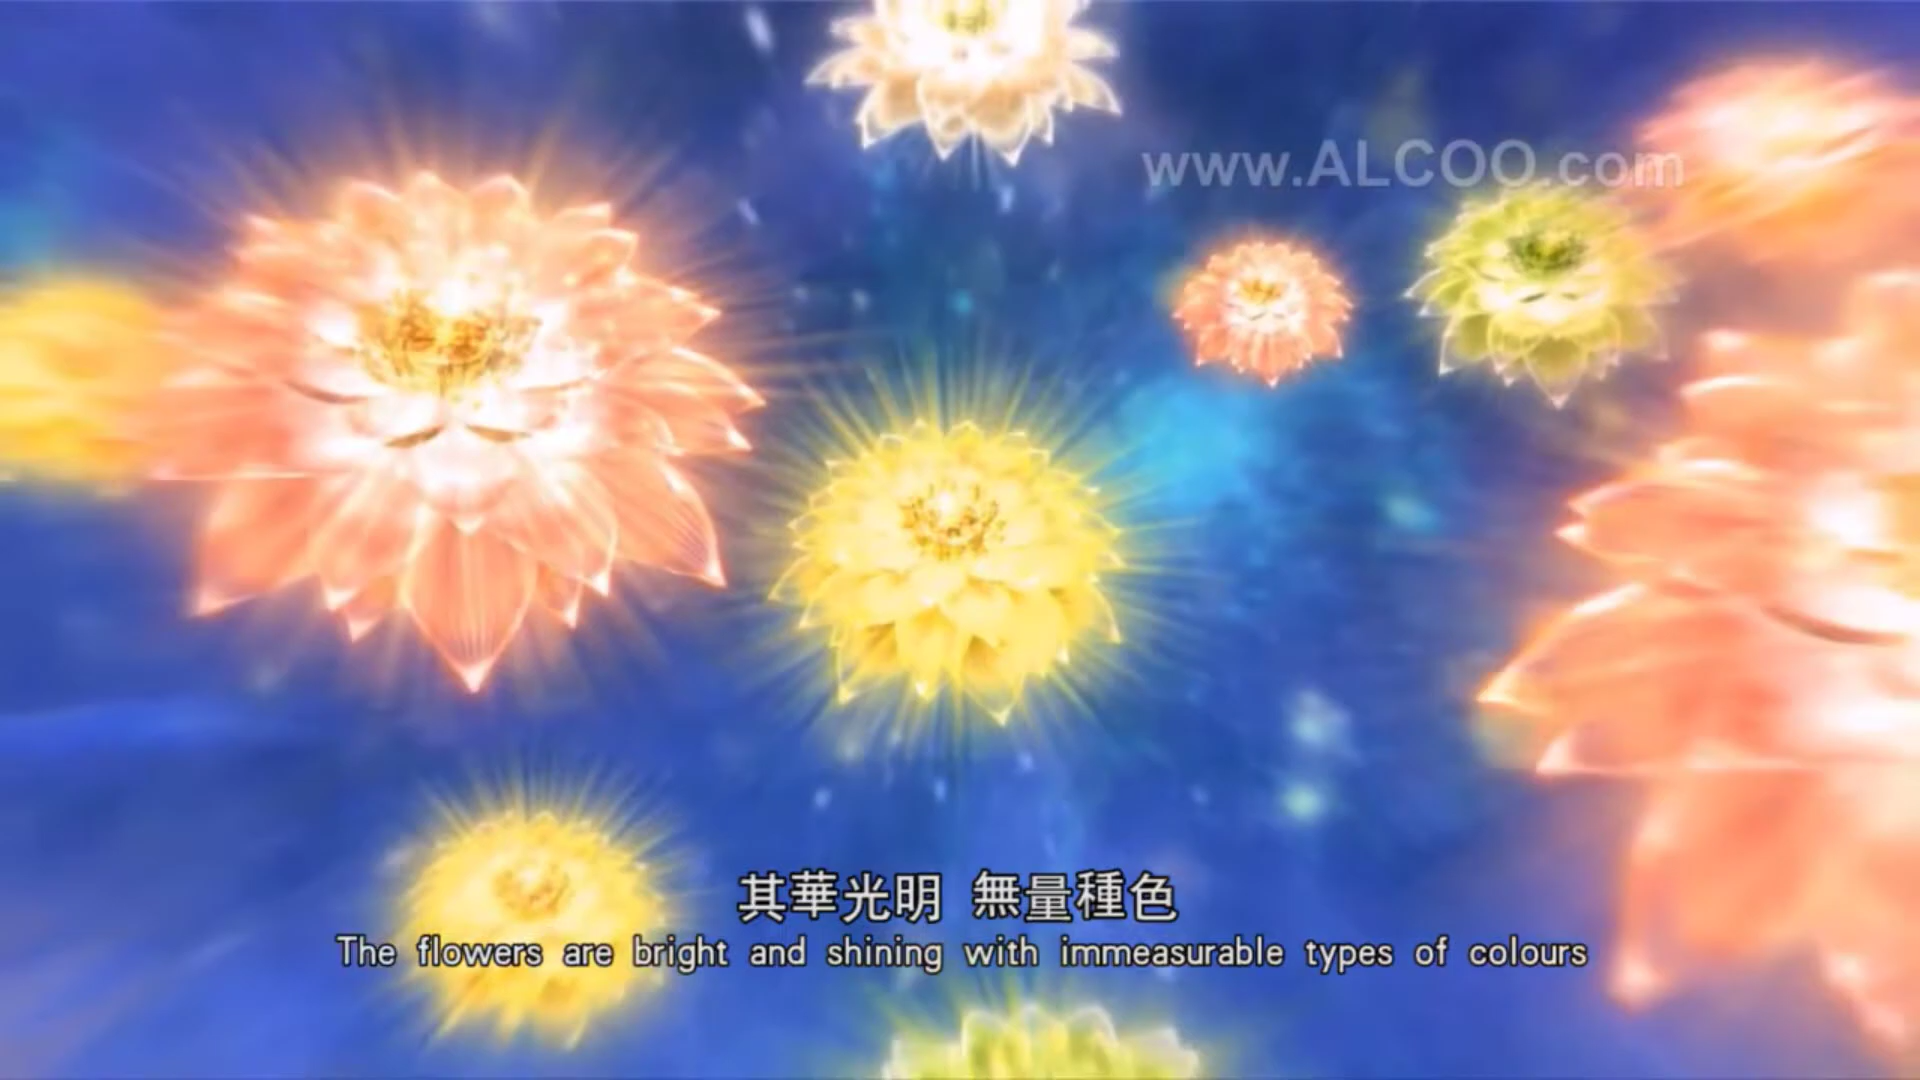 www.ALCOO.com
其華光明 無量種色
The flowers are bright and shining with immeasurable types of colours